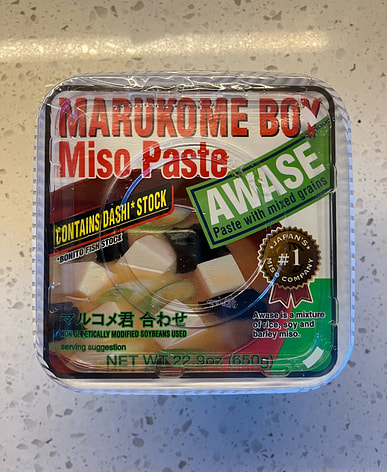 MARUKOME BOY
Miso Paste
AWASE
Paste with mixed grains
CONTAINS DASHI* STOCK
*BONITO FISH STOCK
•JAPAN'S•
#1
MISO COMPANY
Awase is a mixture
of rice, soy and
barley miso.
マルコメ君 合わせ
NON GENETICALLY MODIFIED SOYBEANS USED
serving suggestion
NET WT 22.9oz (650g)